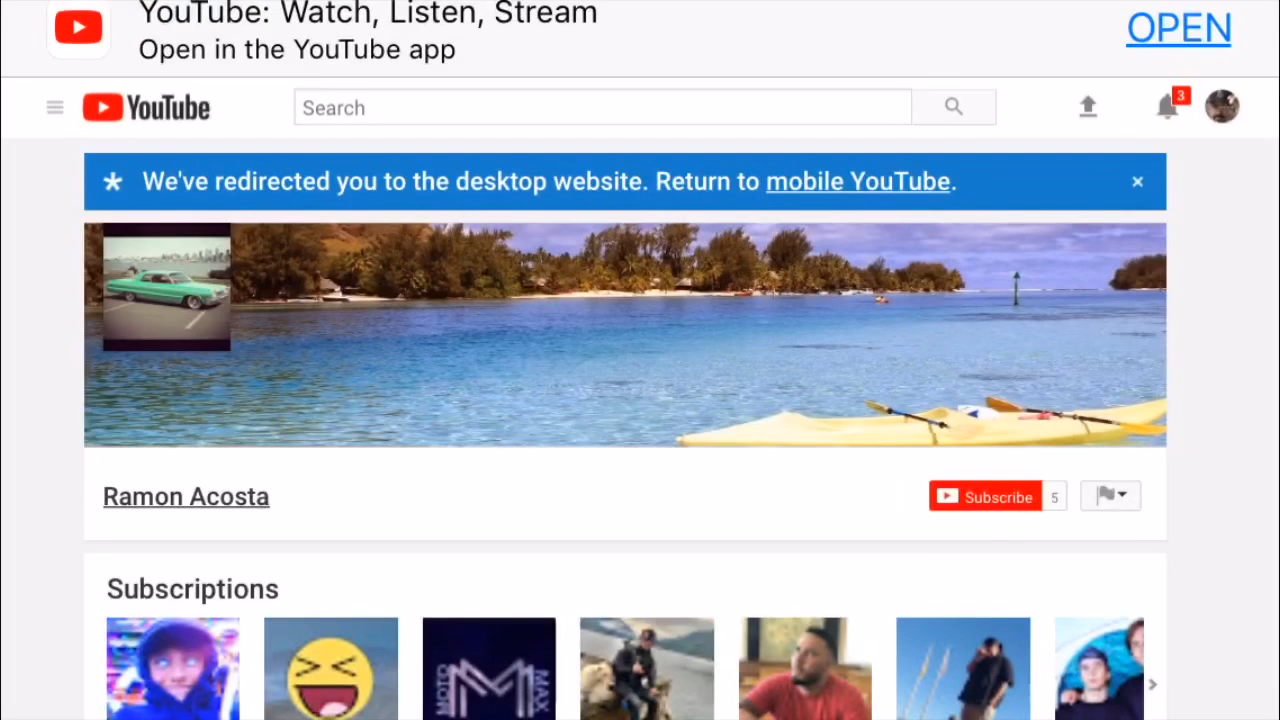 YouTube: Watch, Listen, Stream
Open in the YouTube app
OPEN
YouTube
Search
3
We've redirected you to the desktop website. Return to mobile YouTube.
Ramon Acosta
Subscribe 5
Subscriptions
MAX